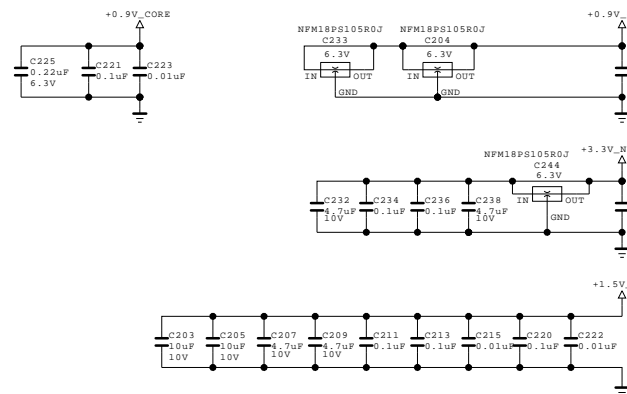 +0.9V_CORE
C225
0.22uF
6.3V
C221
0.1uF
C223
0.01uF
NFM18PS105R0J
C233
6.3V
IN
OUT
GND
NFM18PS105R0J
C204
6.3V
IN
OUT
GND
+0.9V_
NFM18PS105R0J
C244
6.3V
IN
OUT
GND
+3.3V_N
C232
4.7uF
10V
C234
0.1uF
C236
0.1uF
C238
4.7uF
10V
+1.5V_
C203
10uF
10V
C205
10uF
10V
C207
4.7uF
10V
C209
4.7uF
10V
C211
0.1uF
C213
0.1uF
C215
0.01uF
C220
0.1uF
C222
0.01uF